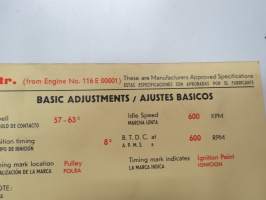 tr. (from Engine No. 116 E 00001) These are Manufacturers Approved Specifications
ESTAS ESPECIFICACIONES SON APROBADAS POR EL FABRICANTE
BASIC ADJUSTMENTS / AJUSTES BASICOS
57-63° Idle Speed 600 RPM
ULO DE CONTACTO MARCHA LENTA
ition timing 8° B. T. D. C. at 600 RPM
DE IGNICION A. P. M. S. a
ming mark location Pulley Timing mark indicates Ignition Point
ALIZACION DE LA MARCA POLEA LA MARCA INDICA IGNICION
OTE: